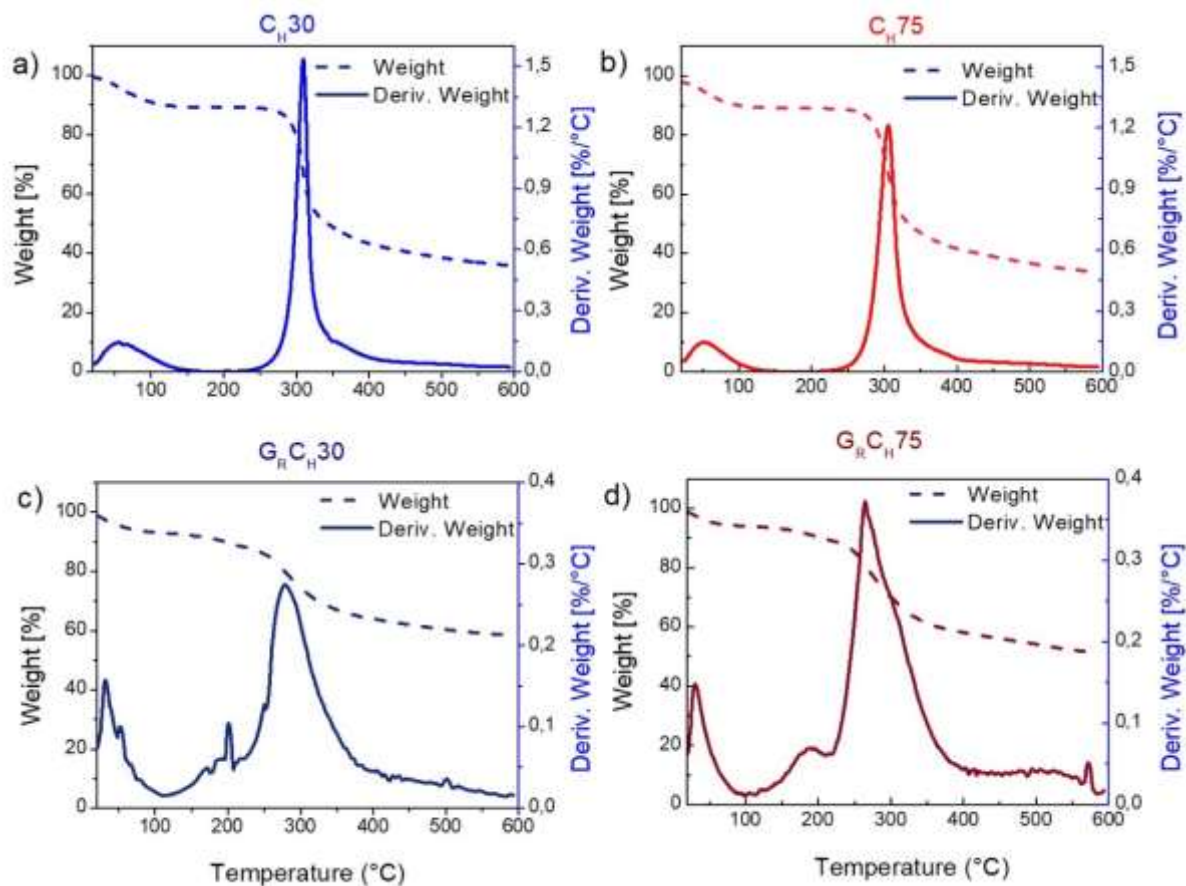 C_H30
a)
Weight
Deriv. Weight
Weight [%]
100
80
60
40
20
0
1,5
1,2
0,9
0,6
0,3
0,0
Deriv. Weight [%/°C]
100 200 300 400 500 600
C_H75
b)
Weight
Deriv. Weight
Weight [%]
100
80
60
40
20
0
1,5
1,2
0,9
0,6
0,3
0,0
Deriv. Weight [%/°C]
100 200 300 400 500 600
G_RC_H30
c)
Weight
Deriv. Weight
Weight [%]
100
80
60
40
20
0
0,4
0,3
0,2
0,1
0,0
Deriv. Weight [%/°C]
100 200 300 400 500 600
Temperature (°C)
G_RC_H75
d)
Weight
Deriv. Weight
Weight [%]
100
80
60
40
20
0
0,4
0,3
0,2
0,1
0,0
Deriv. Weight [%/°C]
100 200 300 400 500 600
Temperature (°C)